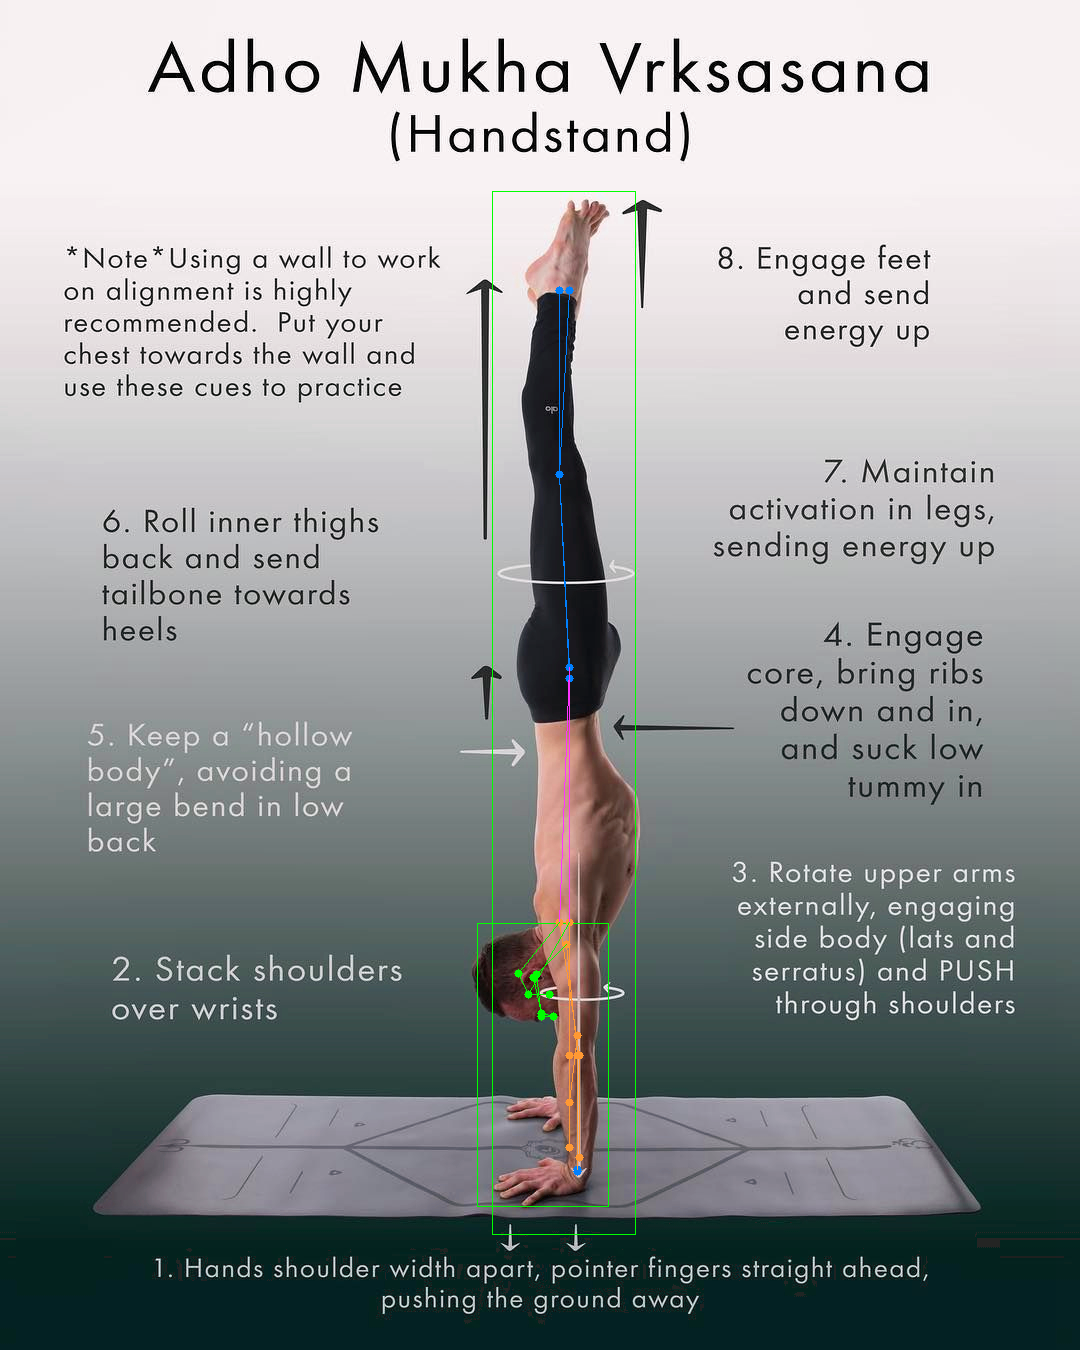 Adho Mukha Vrksasana
(Handstand)
*Note*Using a wall to work
on alignment is highly
recommended. Put your
chest towards the wall and
use these cues to practice
8. Engage feet
and send
energy up
alo
7. Maintain
activation in legs,
sending energy up
6. Roll inner thighs
back and send
tailbone towards
heels
4. Engage
core, bring ribs
down and in,
and suck low
tummy in
5. Keep a “hollow
body”, avoiding a
large bend in low
back
3. Rotate upper arms
externally, engaging
side body (lats and
serratus) and PUSH
through shoulders
2. Stack shoulders
over wrists
1. Hands shoulder width apart, pointer fingers straight ahead,
pushing the ground away